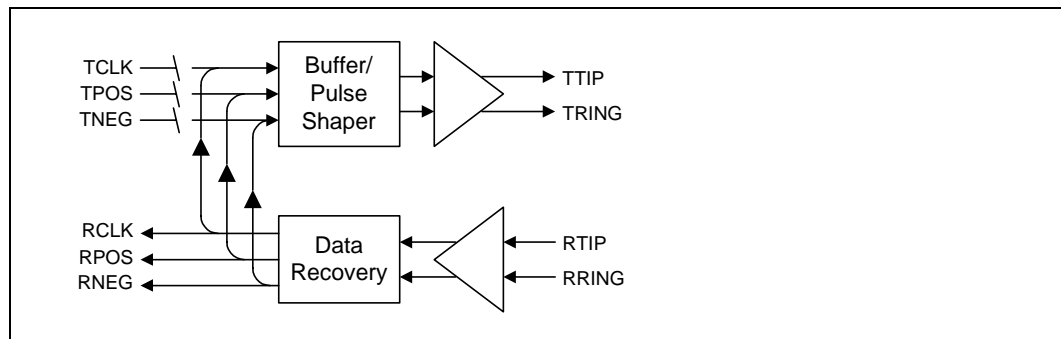 TCLK
TPOS
TNEG
Buffer/
Pulse
Shaper
TTIP
TRING
RCLK
RPOS
RNEG
Data
Recovery
RTIP
RRING